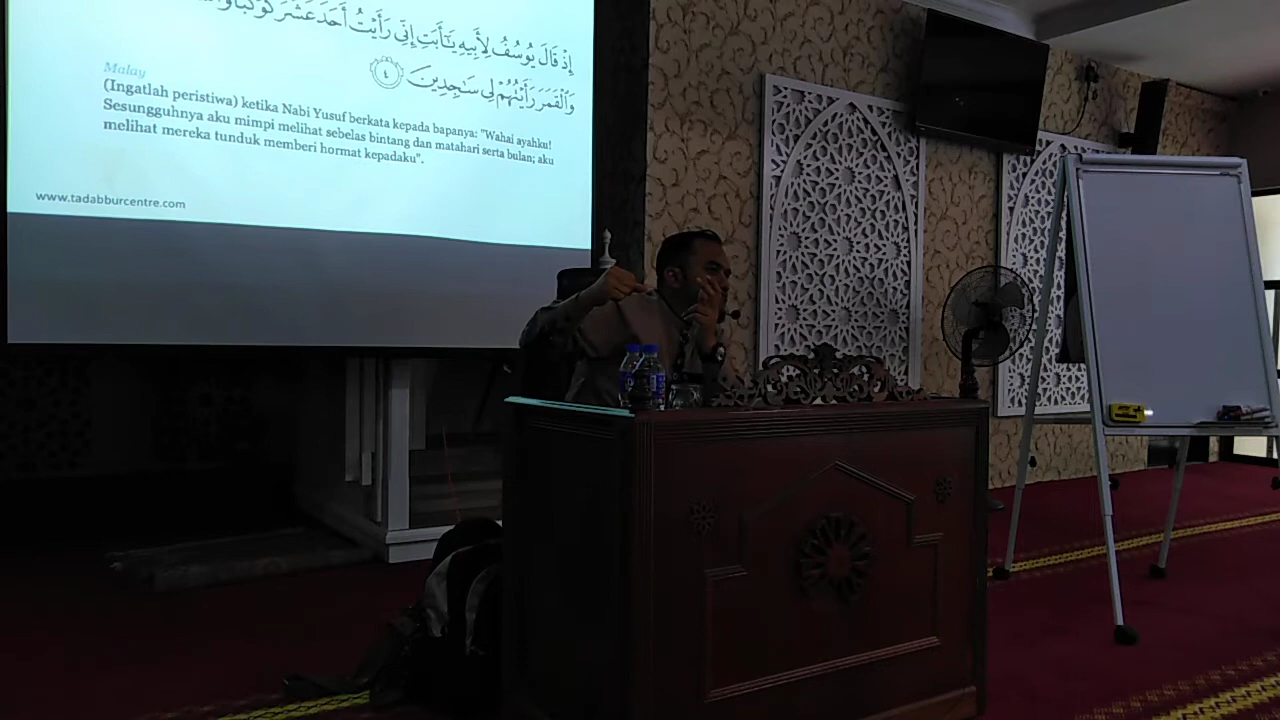 إِذْ قَالَ يُوسُفُ لِأَبِيهِ يَٰٓأَبَتِ إِنِّى رَأَيْتُ أَحَدَ عَشَرَ كَوْكَبًا
وَٱلْقَمَرَ رَأَيْتُهُمْ لِى سَٰجِدِينَ ٤
Malay
(Ingatlah peristiwa) ketika Nabi Yusuf berkata kepada bapanya: "Wahai ayahku!
Sesungguhnya aku mimpi melihat sebelas bintang dan matahari serta bulan; aku
melihat mereka tunduk memberi hormat kepadaku".
www.tadabburcentre.com